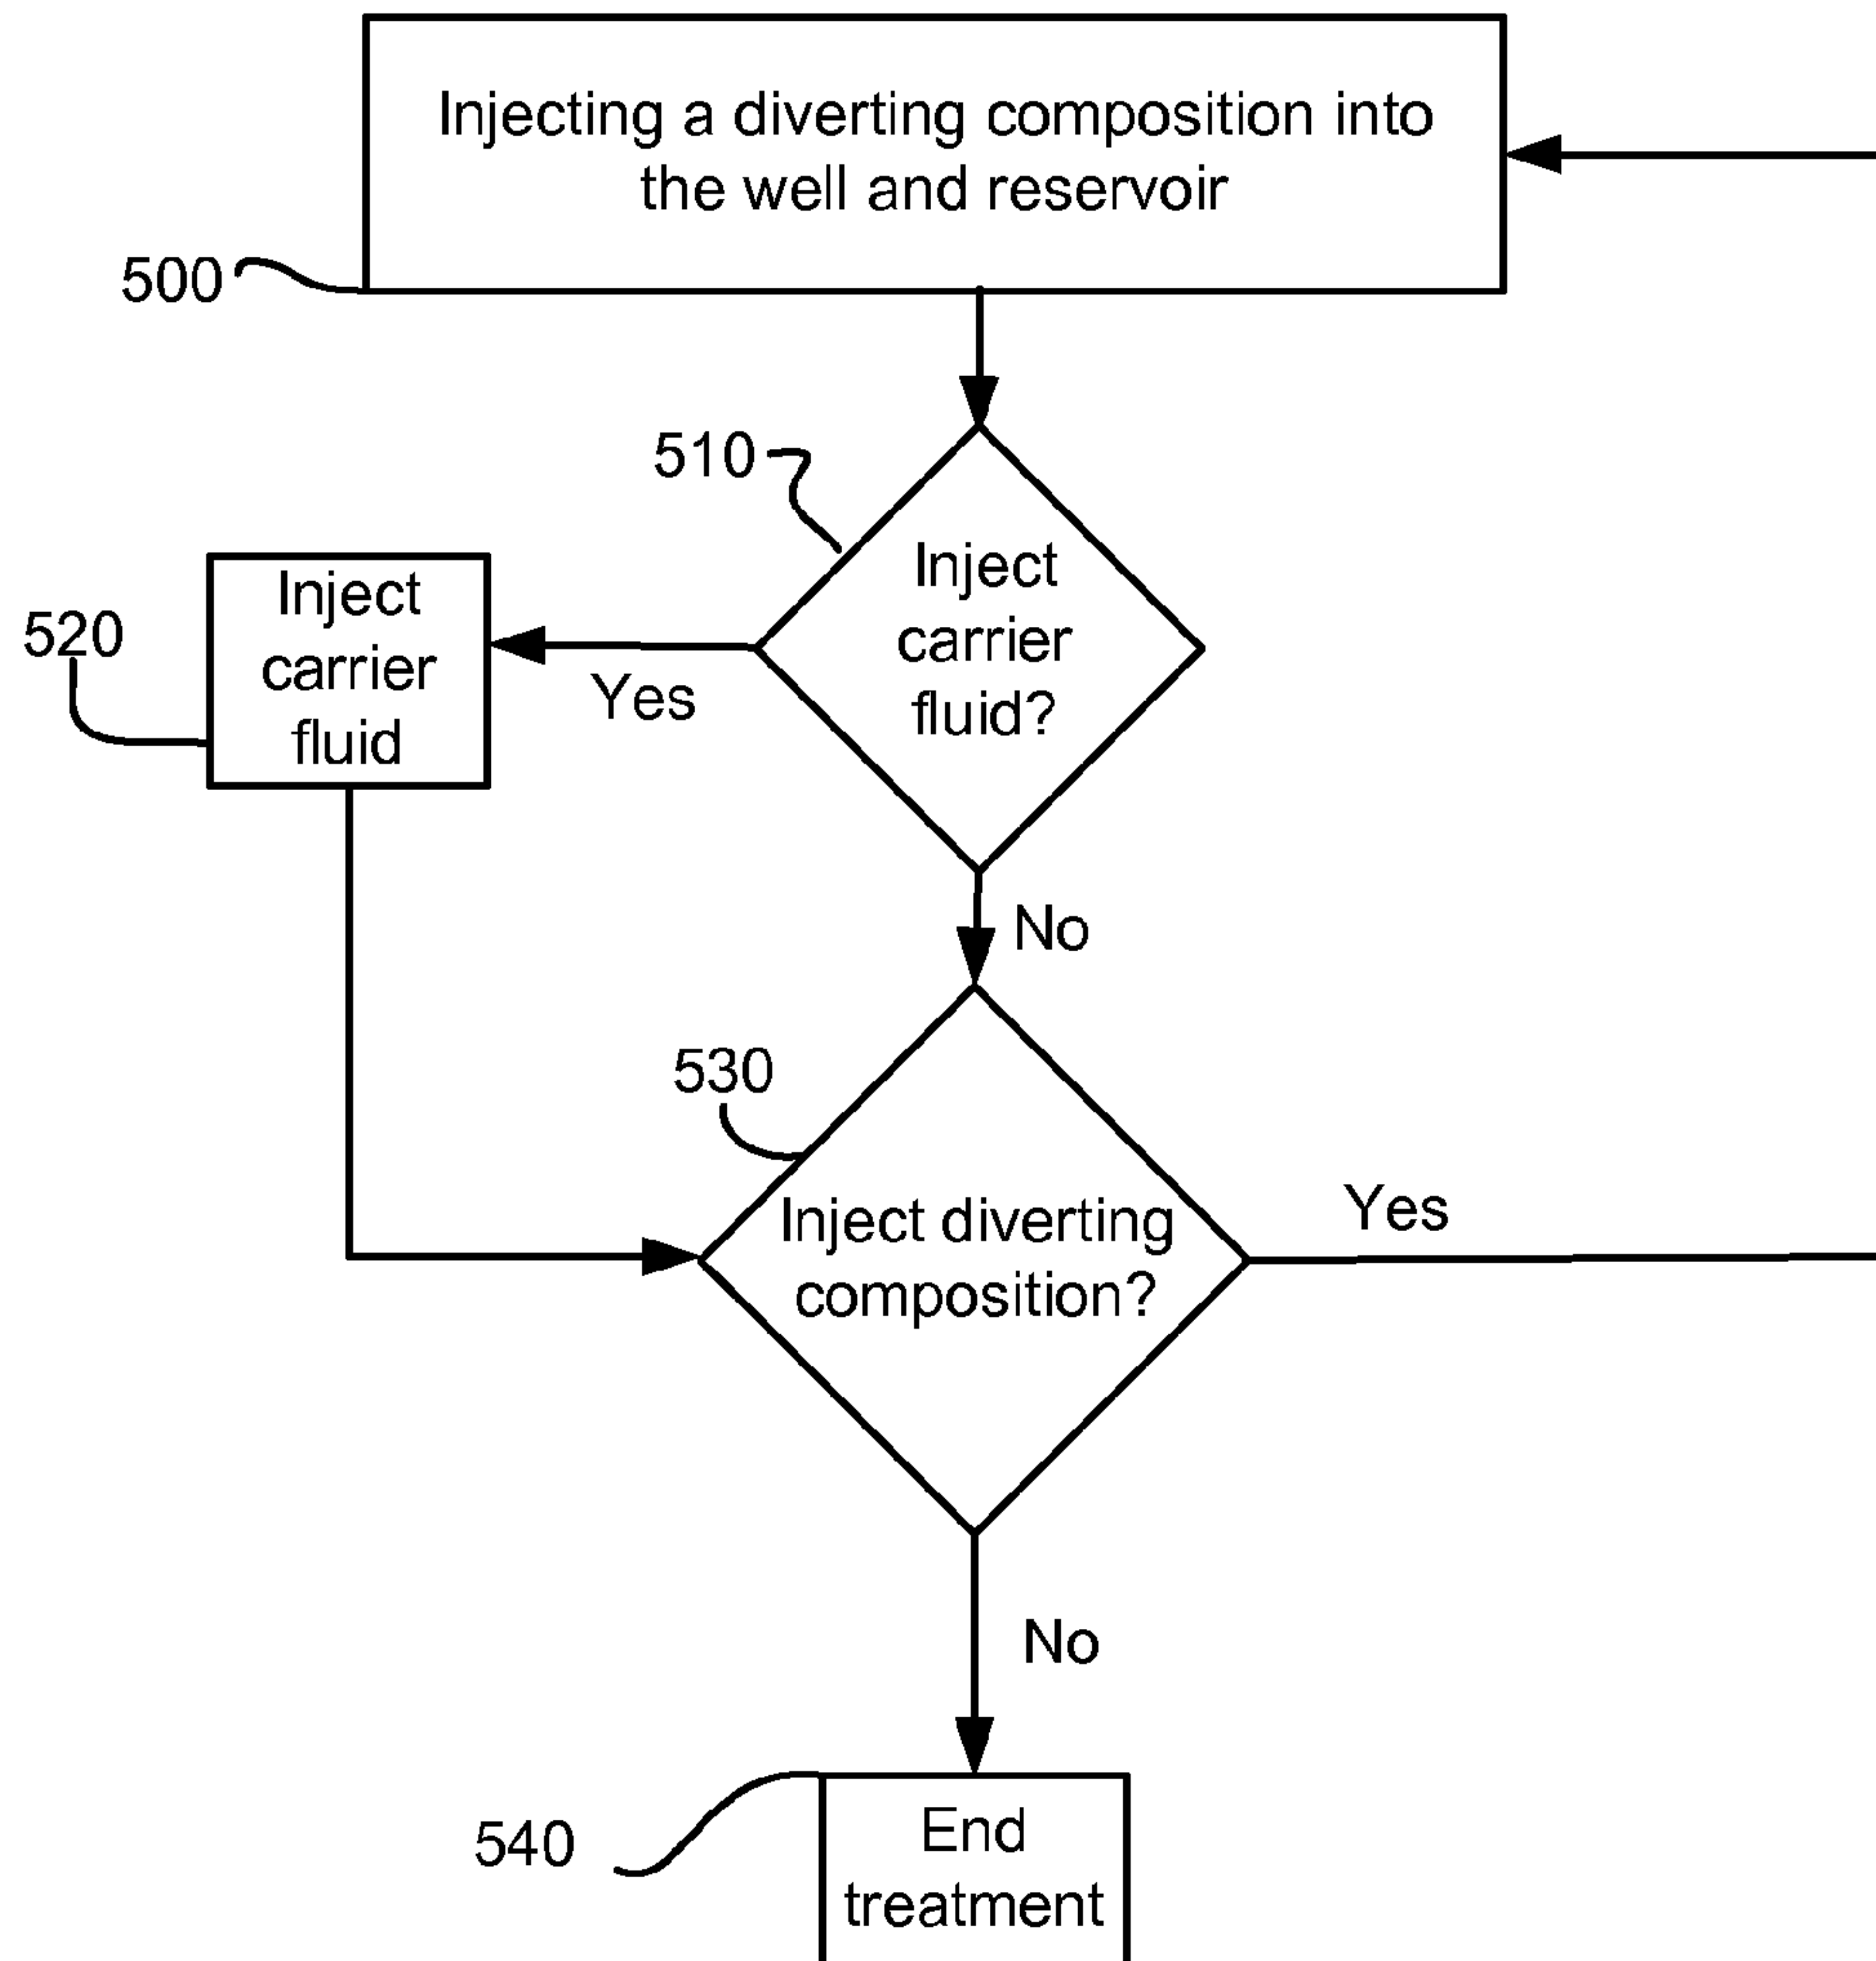 Injecting a diverting composition into
the well and reservoir
500
510
Inject
carrier
fluid?
Inject
carrier
fluid
520
Yes
No
530
Inject diverting
composition?
Yes
No
540
End
treatment